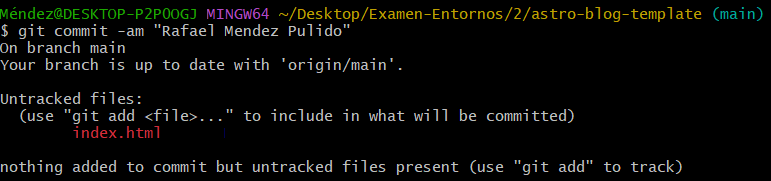 Méndez@DESKTOP-P2POOGJ MINGW64 ~/Desktop/Examen-Entornos/2/astro-blog-template (main)
$ git commit -am "Rafael Mendez Pulido"
On branch main
Your branch is up to date with 'origin/main'.
Untracked files:
(use "git add <file>..." to include in what will be committed)
index.html
nothing added to commit but untracked files present (use "git add" to track)